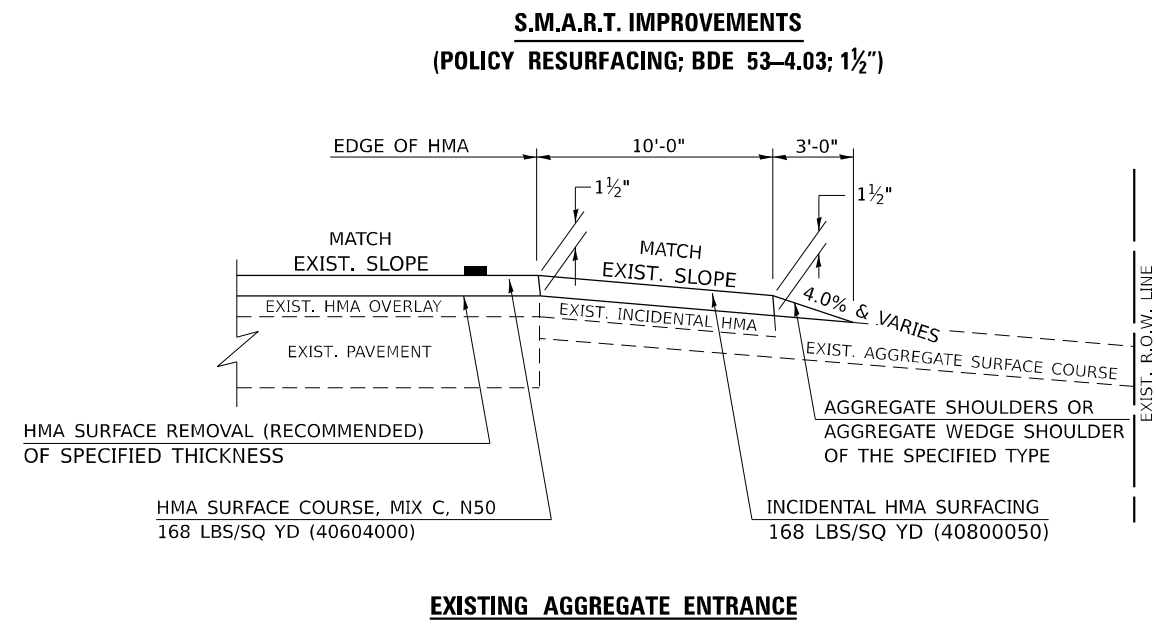 S.M.A.R.T. IMPROVEMENTS
(POLICY RESURFACING; BDE 53–4.03; 1½")
EDGE OF HMA
10'-0"
3'-0"
1½"
1½"
MATCH
EXIST. SLOPE
MATCH
EXIST. SLOPE
4.0% & VARIES
EXIST. HMA OVERLAY
EXIST. INCIDENTAL HMA
EXIST. PAVEMENT
EXIST. AGGREGATE SURFACE COURSE
EXIST. R.O.W. LINE
HMA SURFACE REMOVAL (RECOMMENDED)
OF SPECIFIED THICKNESS
AGGREGATE SHOULDERS OR
AGGREGATE WEDGE SHOULDER
OF THE SPECIFIED TYPE
HMA SURFACE COURSE, MIX C, N50
168 LBS/SQ YD (40604000)
INCIDENTAL HMA SURFACING
168 LBS/SQ YD (40800050)
EXISTING AGGREGATE ENTRANCE